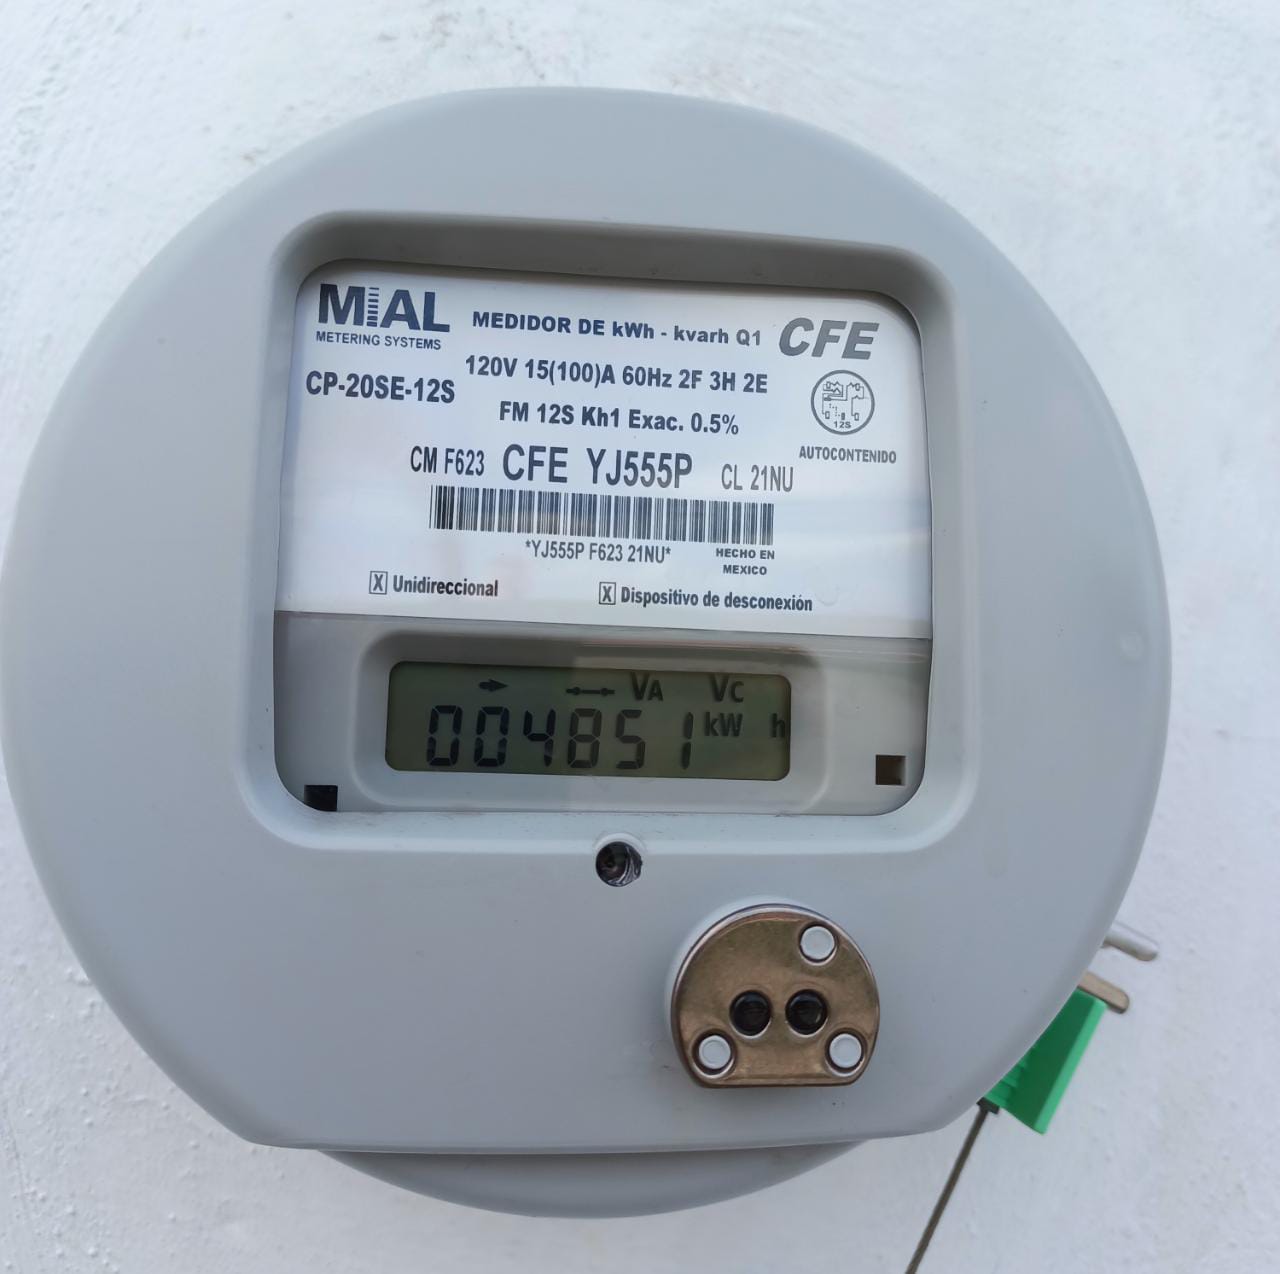 MIAL
METERING SYSTEMS
MEDIDOR DE kWh - kvarh Q1
CFE
CP-20SE-12S
120V 15(100)A 60Hz 2F 3H 2E
FM 12S Kh1 Exac. 0.5%
12S
AUTOCONTENIDO
CM F623 CFE YJ555P CL 21NU
*YJ555P F623 21NU*
HECHO EN
MEXICO
X Unidireccional
X Dispositivo de desconexión
VA VC
004851 kW h